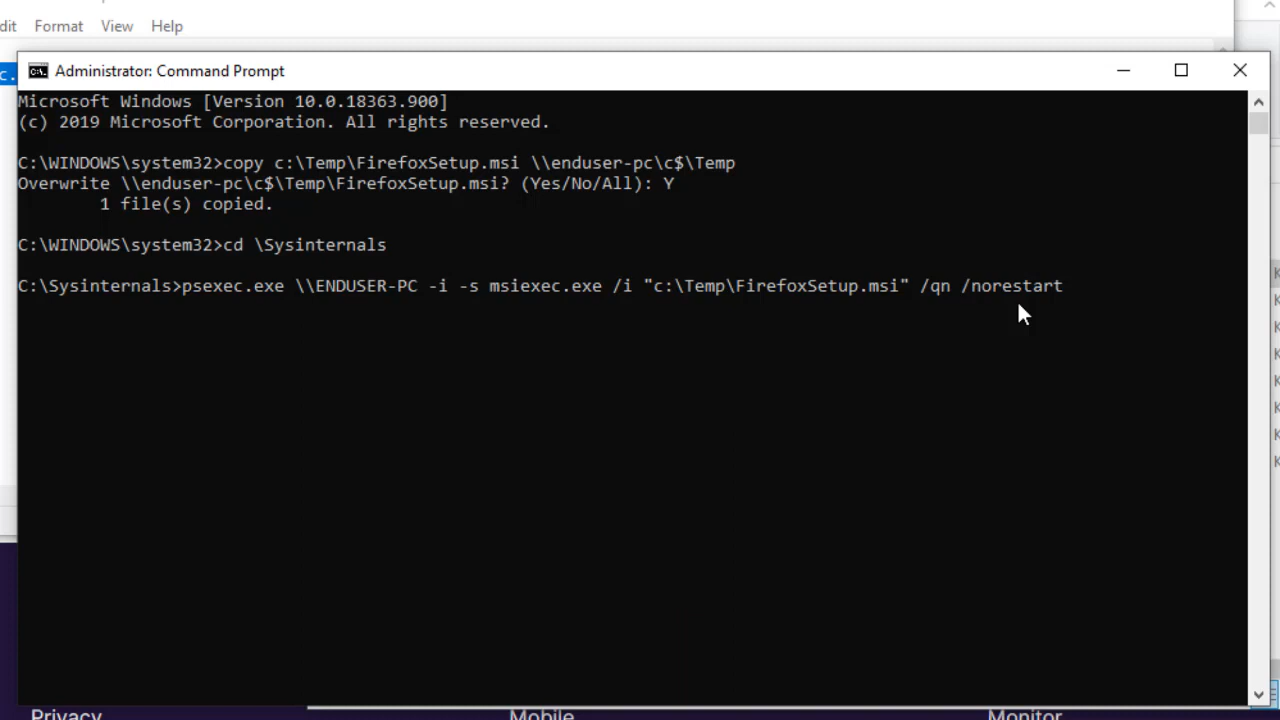 dit Format View Help
c.
Administrator: Command Prompt
Microsoft Windows [Version 10.0.18363.900]
(c) 2019 Microsoft Corporation. All rights reserved.
C:\WINDOWS\system32>copy c:\Temp\FirefoxSetup.msi \\enduser-pc\c$\Temp
Overwrite \\enduser-pc\c$\Temp\FirefoxSetup.msi? (Yes/No/All): Y
1 file(s) copied.
C:\WINDOWS\system32>cd \Sysinternals
C:\Sysinternals>psexec.exe \\ENDUSER-PC -i -s msiexec.exe /i "c:\Temp\FirefoxSetup.msi" /qn /norestart
K
K
K
K
K
K
K
K
Privacy Mobile Monitor